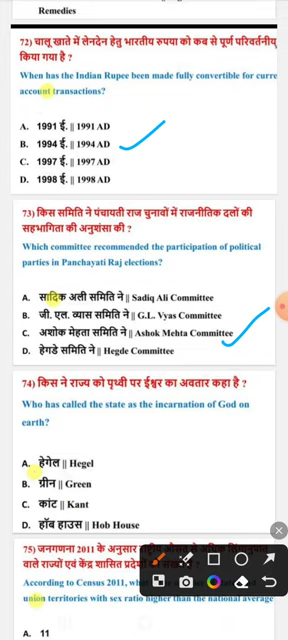 Remedies
72) चालू खाते में लेनदेन हेतु भारतीय रुपया को कब से पूर्ण परिवर्तनीय
किया गया है ?
When has the Indian Rupee been made fully convertible for curre
account transactions?
A. 1991 ई. || 1991 AD
B. 1994 ई. || 1994 AD
C. 1997 ई. || 1997 AD
D. 1998 ई. || 1998 AD
73) किस समिति ने पंचायती राज चुनावों में राजनीतिक दलों की
सहभागिता की अनुशंसा की ?
Which committee recommended the participation of political
parties in Panchayati Raj elections?
A. सादिक अली समिति ने || Sadiq Ali Committee
B. जी. एल. व्यास समिति ने || G.L. Vyas Committee
C. अशोक मेहता समिति ने || Ashok Mehta Committee
D. हेगडे समिति ने || Hegde Committee
74) किस ने राज्य को पृथ्वी पर ईश्वर का अवतार कहा है ?
Who has called the state as the incarnation of God on
earth?
A. हेगेल || Hegel
B. ग्रीन || Green
C. कांट || Kant
D. हॉब हाउस || Hob House
75) जनगणना 2011 के अनुसार
वाले राज्यों एवं केंद्र शासित
According to Census 2011,
union territories with sex ratio higher than the national average
A. 11